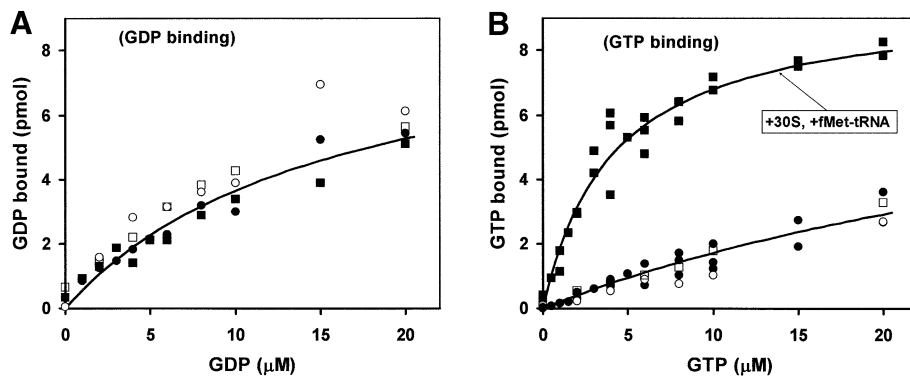 A
(GDP binding)
GDP bound (pmol)
8
6
4
2
0
0 5 10 15 20
GDP (μM)
B
(GTP binding)
+30S, +fMet-tRNA
GTP bound (pmol)
8
6
4
2
0
0 5 10 15 20
GTP (μM)